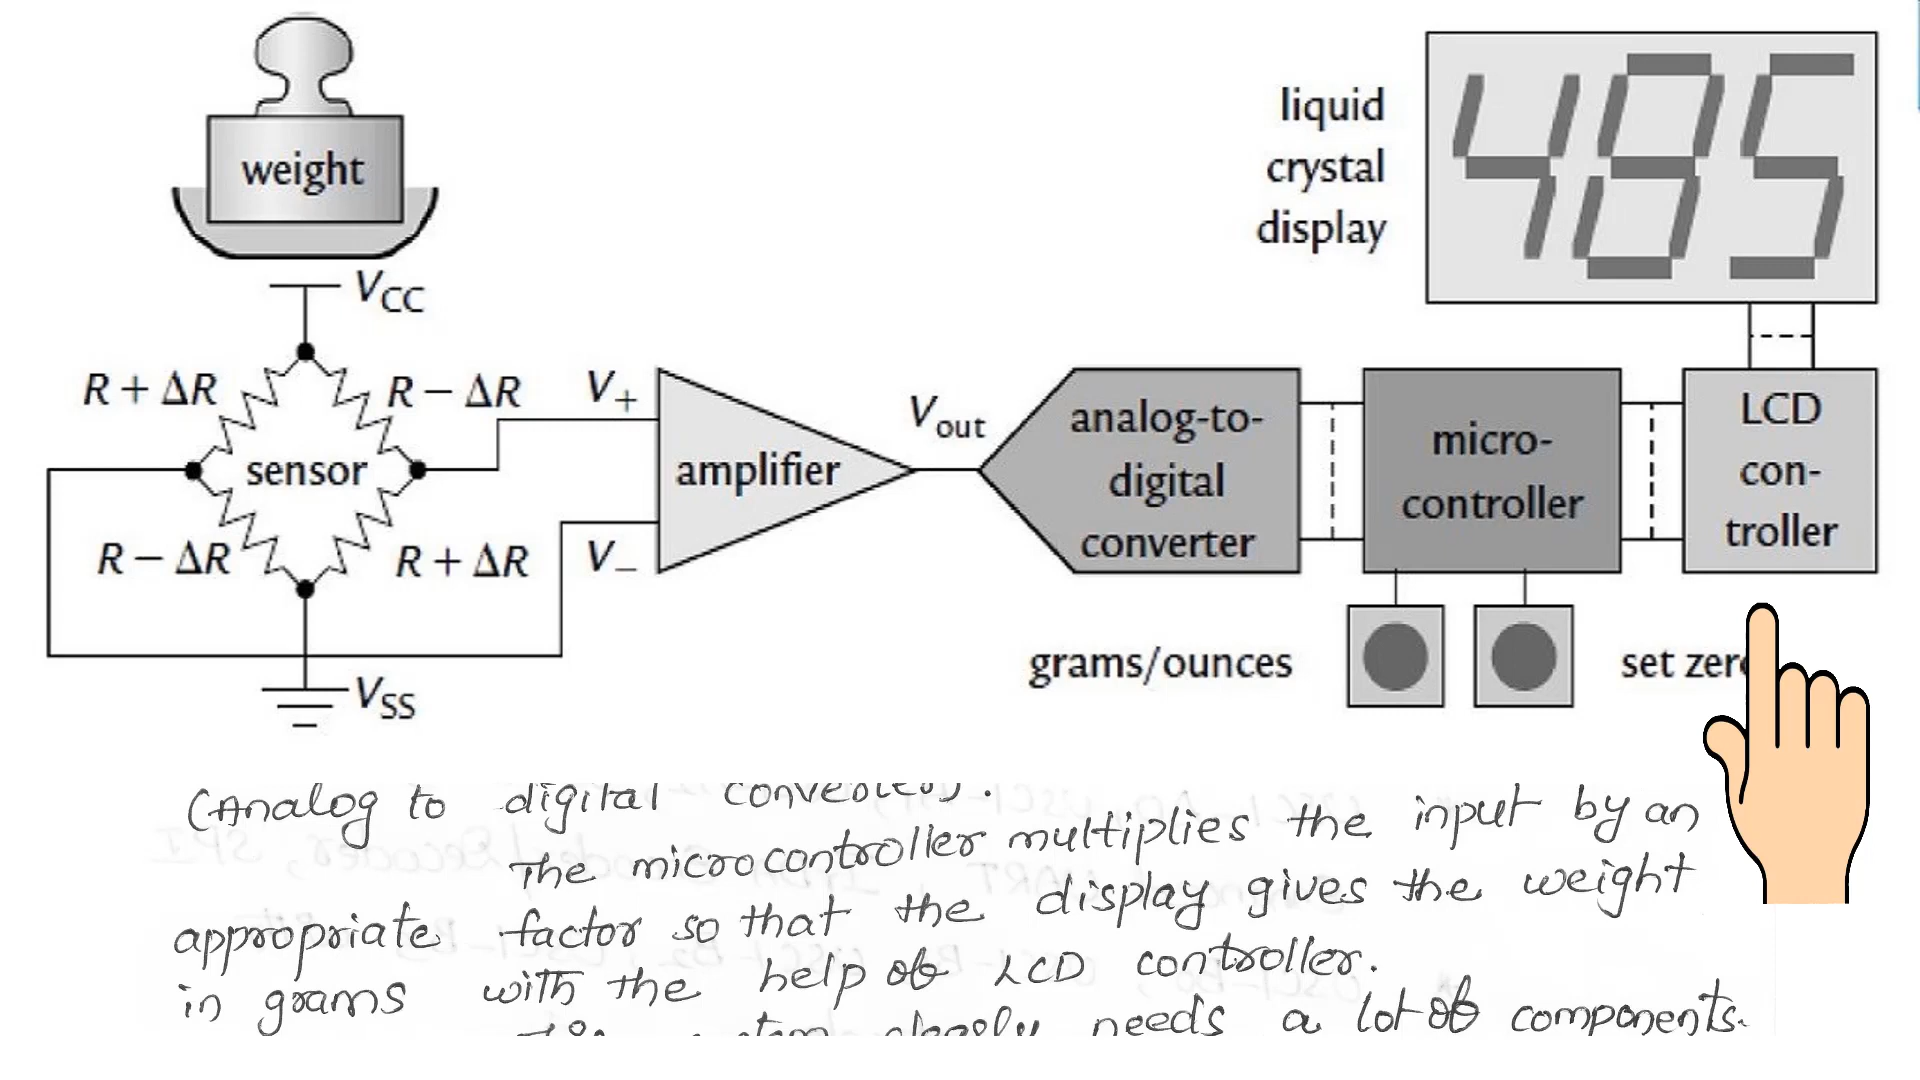 weight
liquid
crystal
display
485
VCC
R + ΔR
R − ΔR
V+
sensor
R − ΔR
R + ΔR
V−
VSS
amplifier
Vout
analog-to-
digital
converter
micro-
controller
LCD
con-
troller
grams/ounces
set zero
(Analog to digital
The microcontroller multiplies the input by an
appropriate factor so that the display gives the weight
in grams with the help of LCD controller.
needs a lot of components.